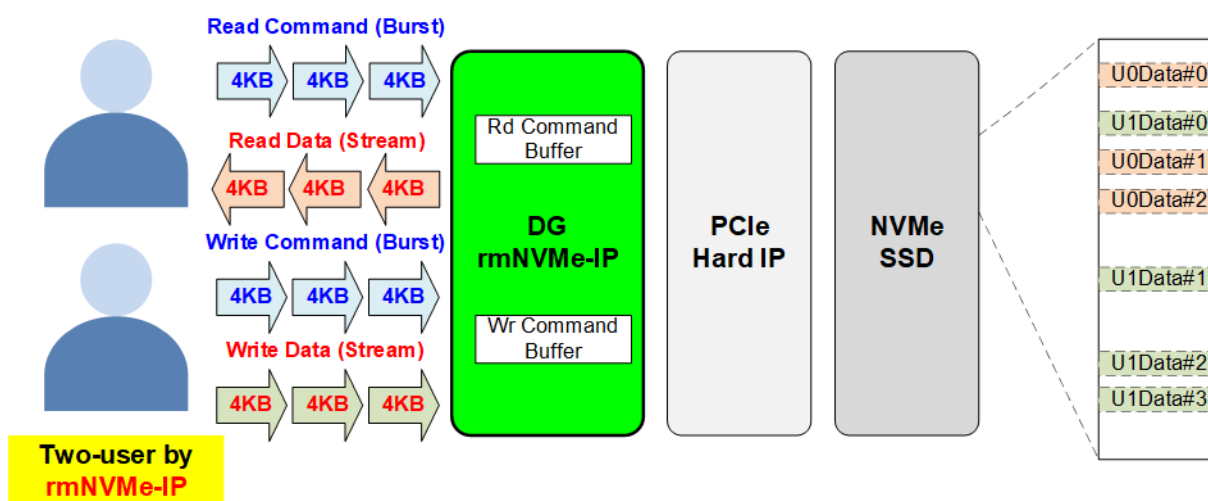 Read Command (Burst)
4KB 4KB 4KB
Read Data (Stream)
4KB 4KB 4KB
Write Command (Burst)
4KB 4KB 4KB
Write Data (Stream)
4KB 4KB 4KB
Two-user by
rmNVMe-IP
Rd Command
Buffer
DG
rmNVMe-IP
Wr Command
Buffer
PCIe
Hard IP
NVMe
SSD
U0Data#0
U1Data#0
U0Data#1
U0Data#2
U1Data#1
U1Data#2
U1Data#3